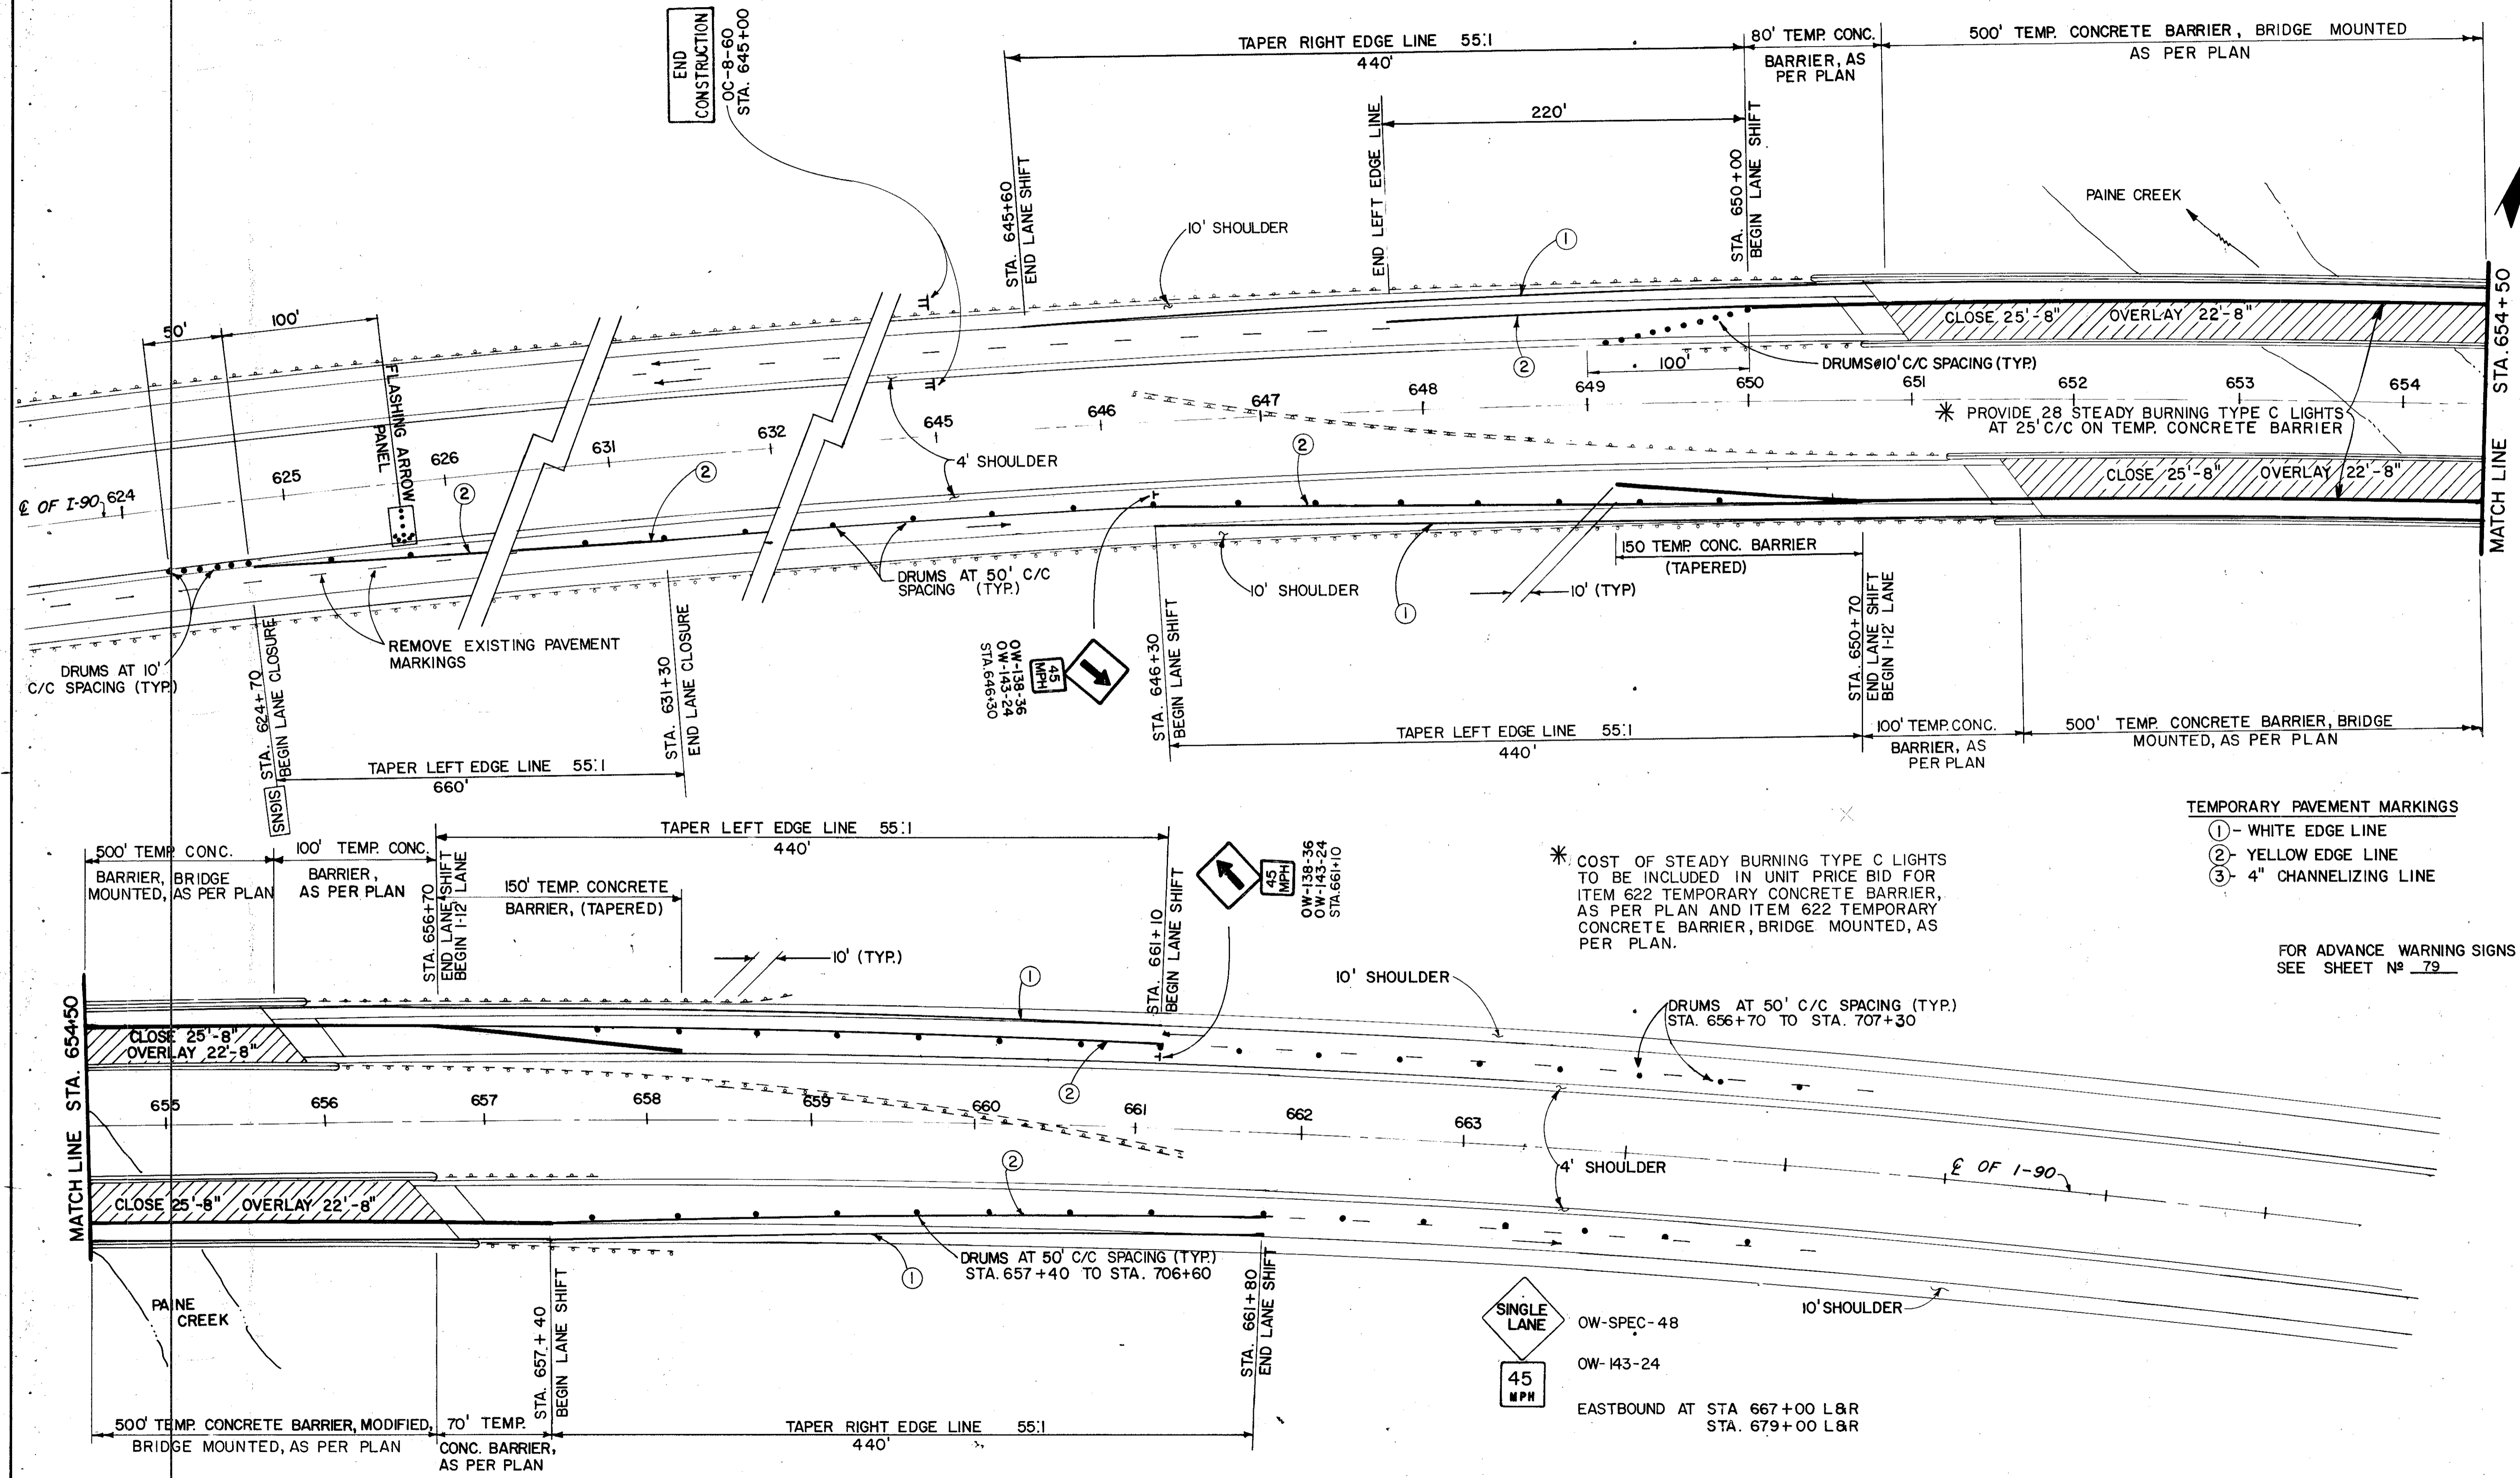 END
CONSTRUCTION
OC-8-60
STA. 645+00
TAPER RIGHT EDGE LINE 55:1
440'
80' TEMP. CONC.
BARRIER, AS
PER PLAN
500' TEMP. CONCRETE BARRIER, BRIDGE MOUNTED
AS PER PLAN
220'
STA. 645+60
END LANE SHIFT
END LEFT EDGE LINE
STA. 650+00
BEGIN LANE SHIFT
10' SHOULDER
1
PAINE CREEK
50'
100'
FLASHING ARROW
PANEL
2
100'
DRUMS@10' C/C SPACING (TYP.)
CLOSE 25'-8" OVERLAY 22'-8"
MATCH LINE STA. 654+50
℄ OF I-90
624
625
626
631
632
645
646
647
648
649
650
651
652
653
654
* PROVIDE 28 STEADY BURNING TYPE C LIGHTS
AT 25' C/C ON TEMP. CONCRETE BARRIER
2
2
4' SHOULDER
2
CLOSE 25'-8" OVERLAY 22'-8"
DRUMS AT 10'
C/C SPACING (TYP.)
REMOVE EXISTING PAVEMENT
MARKINGS
DRUMS AT 50' C/C
SPACING (TYP.)
10' SHOULDER
10' (TYP)
1
150 TEMP. CONC. BARRIER
(TAPERED)
SIGNS
STA. 624+70
BEGIN LANE CLOSURE
STA. 631+30
END LANE CLOSURE
TAPER LEFT EDGE LINE 55:1
660'
45
MPH
OW-138-36
OW-143-24
STA.646+30
STA. 646+30
BEGIN LANE SHIFT
STA. 650+70
END LANE SHIFT
BEGIN 1-12' LANE
TAPER LEFT EDGE LINE 55:1
440'
100' TEMP. CONC.
BARRIER, AS
PER PLAN
500' TEMP. CONCRETE BARRIER, BRIDGE
MOUNTED, AS PER PLAN
TEMPORARY PAVEMENT MARKINGS
1 - WHITE EDGE LINE
2 - YELLOW EDGE LINE
3 - 4" CHANNELIZING LINE
* COST OF STEADY BURNING TYPE C LIGHTS
TO BE INCLUDED IN UNIT PRICE BID FOR
ITEM 622 TEMPORARY CONCRETE BARRIER,
AS PER PLAN AND ITEM 622 TEMPORARY
CONCRETE BARRIER, BRIDGE MOUNTED, AS
PER PLAN.
FOR ADVANCE WARNING SIGNS
SEE SHEET Nº 79
500' TEMP. CONC.
BARRIER, BRIDGE
MOUNTED, AS PER PLAN
100' TEMP. CONC.
BARRIER,
AS PER PLAN
TAPER LEFT EDGE LINE 55:1
440'
150' TEMP. CONCRETE
BARRIER, (TAPERED)
STA. 656+70
END LANE SHIFT
BEGIN 1-12' LANE
10' (TYP.)
1
STA. 661+10
BEGIN LANE SHIFT
45
MPH
OW-138-36
OW-143-24
STA.661+10
10' SHOULDER
DRUMS AT 50' C/C SPACING (TYP.)
STA. 656+70 TO STA. 707+30
MATCH LINE STA. 654+50
CLOSE 25'-8"
OVERLAY 22'-8"
2
655
656
657
658
659
660
661
662
663
4' SHOULDER
℄ OF I-90
2
CLOSE 25'-8" OVERLAY 22'-8"
DRUMS AT 50' C/C SPACING (TYP.)
STA. 657+40 TO STA. 706+60
1
PAINE
CREEK
STA. 657+40
BEGIN LANE SHIFT
STA. 661+80
END LANE SHIFT
10' SHOULDER
SINGLE
LANE
OW-SPEC-48
45
MPH
OW-143-24
EASTBOUND AT STA 667+00 L&R
STA. 679+00 L&R
500' TEMP. CONCRETE BARRIER, MODIFIED,
BRIDGE MOUNTED, AS PER PLAN
70' TEMP.
CONC. BARRIER,
AS PER PLAN
TAPER RIGHT EDGE LINE 55:1
440'